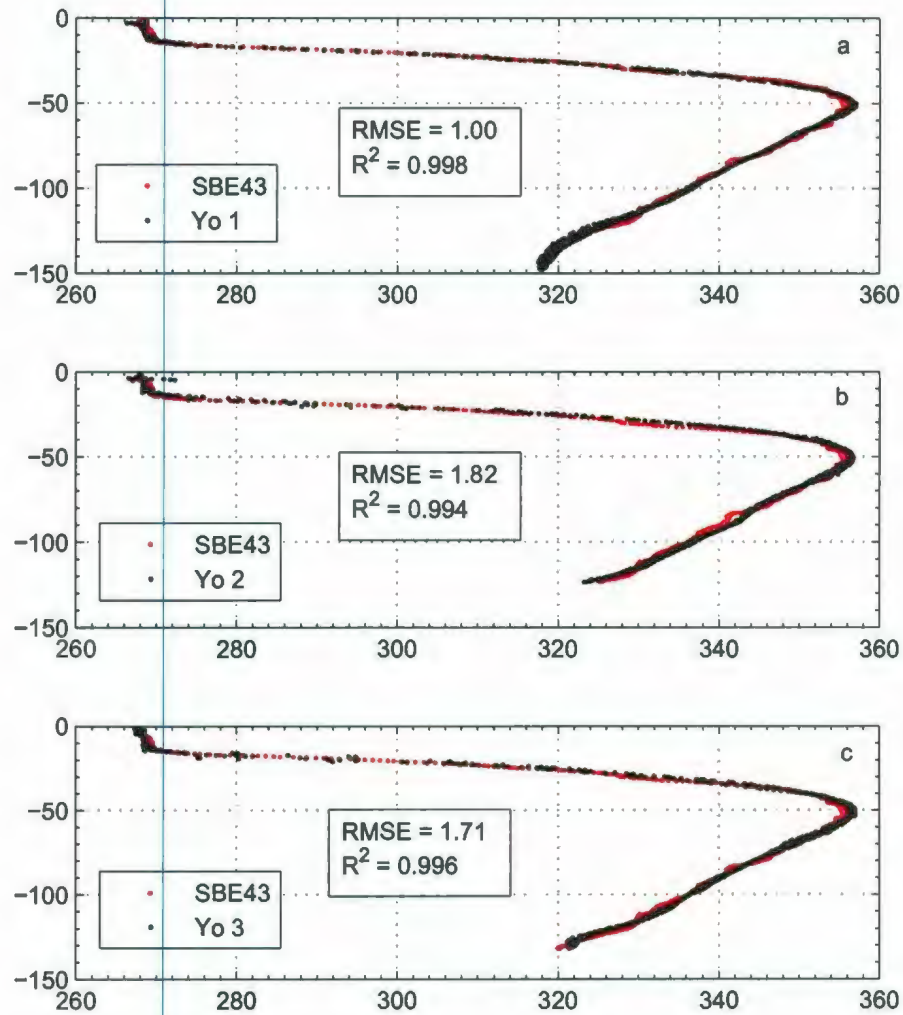 0
a
−50
RMSE = 1.00
R² = 0.998
SBE43
Yo 1
−100
−150
260 280 300 320 340 360
0
b
−50
RMSE = 1.82
R² = 0.994
SBE43
Yo 2
−100
−150
260 280 300 320 340 360
0
c
−50
RMSE = 1.71
R² = 0.996
SBE43
Yo 3
−100
−150
260 280 300 320 340 360